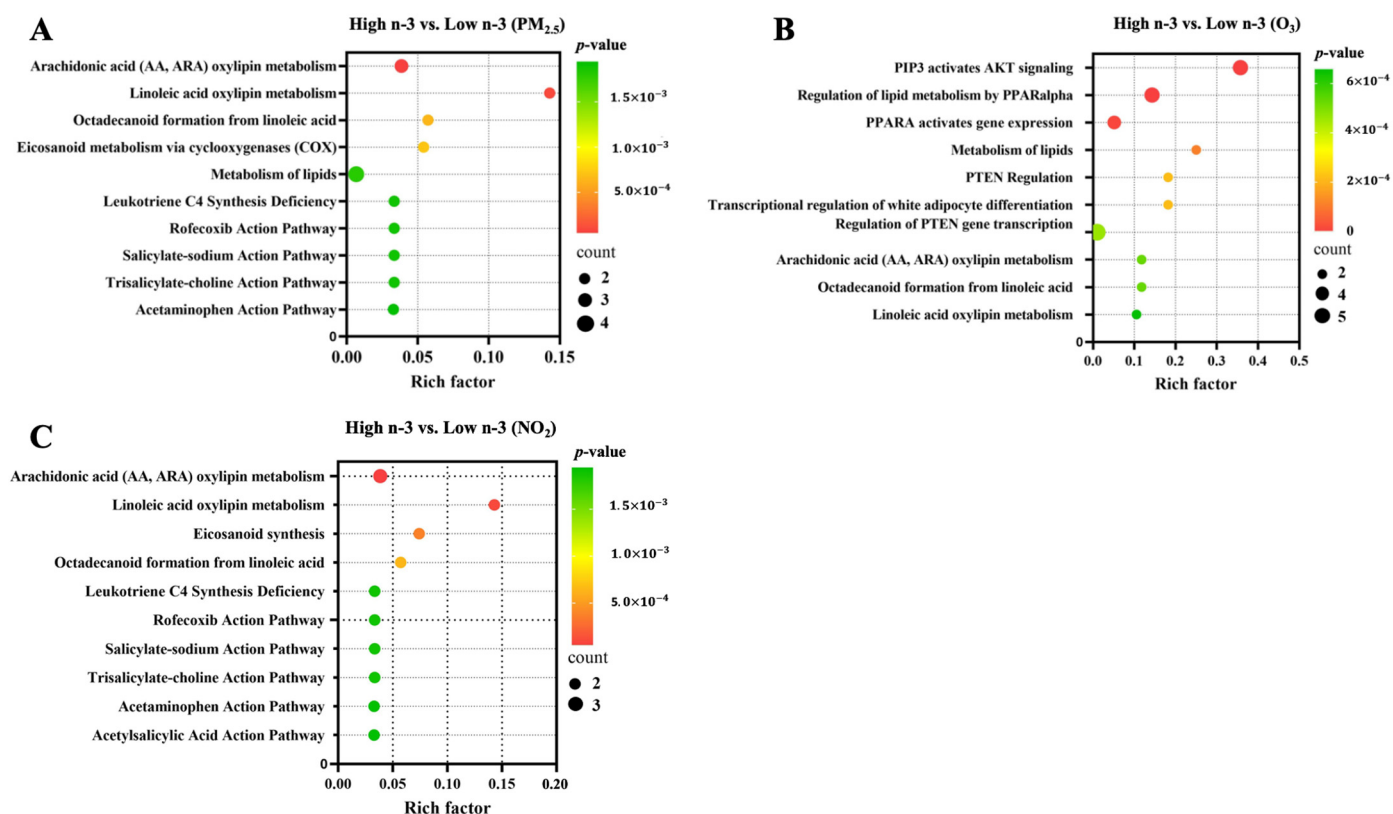 A
High n-3 vs. Low n-3 (PM2.5)
p-value
Arachidonic acid (AA, ARA) oxylipin metabolism
Linoleic acid oxylipin metabolism
Octadecanoid formation from linoleic acid
Eicosanoid metabolism via cyclooxygenases (COX)
Metabolism of lipids
Leukotriene C4 Synthesis Deficiency
Rofecoxib Action Pathway
Salicylate-sodium Action Pathway
Trisalicylate-choline Action Pathway
Acetaminophen Action Pathway
0
0.00 0.05 0.10 0.15
Rich factor
1.5×10⁻³
1.0×10⁻³
5.0×10⁻⁴
count
2
3
4
B
High n-3 vs. Low n-3 (O3)
p-value
PIP3 activates AKT signaling
Regulation of lipid metabolism by PPARalpha
PPARA activates gene expression
Metabolism of lipids
PTEN Regulation
Transcriptional regulation of white adipocyte differentiation
Regulation of PTEN gene transcription
Arachidonic acid (AA, ARA) oxylipin metabolism
Octadecanoid formation from linoleic acid
Linoleic acid oxylipin metabolism
0
0.0 0.1 0.2 0.3 0.4 0.5
Rich factor
6×10⁻⁴
4×10⁻⁴
2×10⁻⁴
0
count
2
4
5
C
High n-3 vs. Low n-3 (NO2)
p-value
Arachidonic acid (AA, ARA) oxylipin metabolism
Linoleic acid oxylipin metabolism
Eicosanoid synthesis
Octadecanoid formation from linoleic acid
Leukotriene C4 Synthesis Deficiency
Rofecoxib Action Pathway
Salicylate-sodium Action Pathway
Trisalicylate-choline Action Pathway
Acetaminophen Action Pathway
Acetylsalicylic Acid Action Pathway
0
0.00 0.05 0.10 0.15 0.20
Rich factor
1.5×10⁻³
1.0×10⁻³
5.0×10⁻⁴
count
2
3